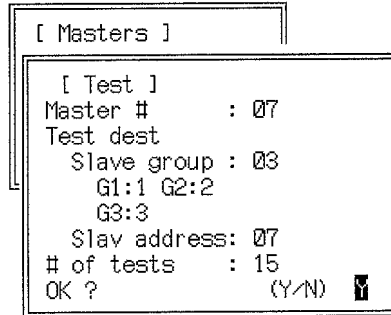 [ Masters ]
[ Test ]
Master # : 07
Test dest
Slave group : 03
G1:1 G2:2
G3:3
Slav address: 07
# of tests : 15
OK ? (Y/N) Y